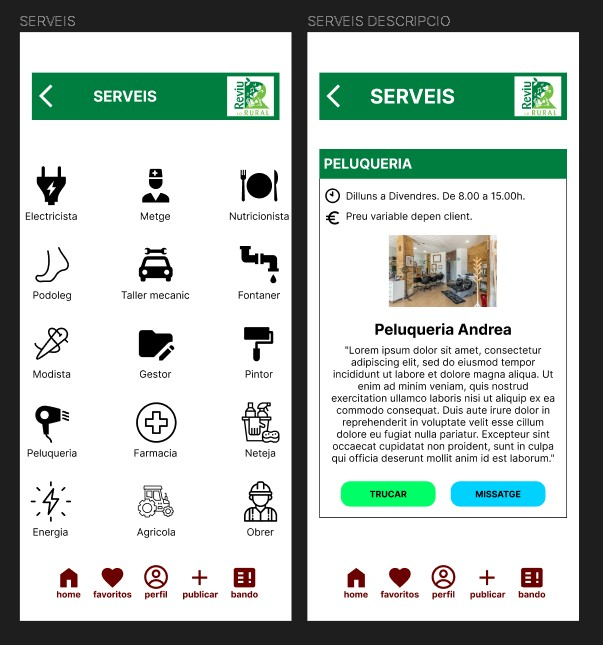 SERVEIS
SERVEIS
Reviu
LO RURAL
Electricista
Metge
Nutricionista
Podoleg
Taller mecanic
Fontaner
Modista
Gestor
Pintor
Peluqueria
Farmacia
Neteja
Energia
Agricola
Obrer
home
favoritos
perfil
publicar
bando
SERVEIS DESCRIPCIO
SERVEIS
Reviu
LO RURAL
PELUQUERIA
Dilluns a Divendres. De 8.00 a 15.00h.
Preu variable depen client.
Peluqueria Andrea
"Lorem ipsum dolor sit amet, consectetur
adipiscing elit, sed do eiusmod tempor
incididunt ut labore et dolore magna aliqua. Ut
enim ad minim veniam, quis nostrud
exercitation ullamco laboris nisi ut aliquip ex ea
commodo consequat. Duis aute irure dolor in
reprehenderit in voluptate velit esse cillum
dolore eu fugiat nulla pariatur. Excepteur sint
occaecat cupidatat non proident, sunt in culpa
qui officia deserunt mollit anim id est laborum."
TRUCAR
MISSATGE
home
favoritos
perfil
publicar
bando